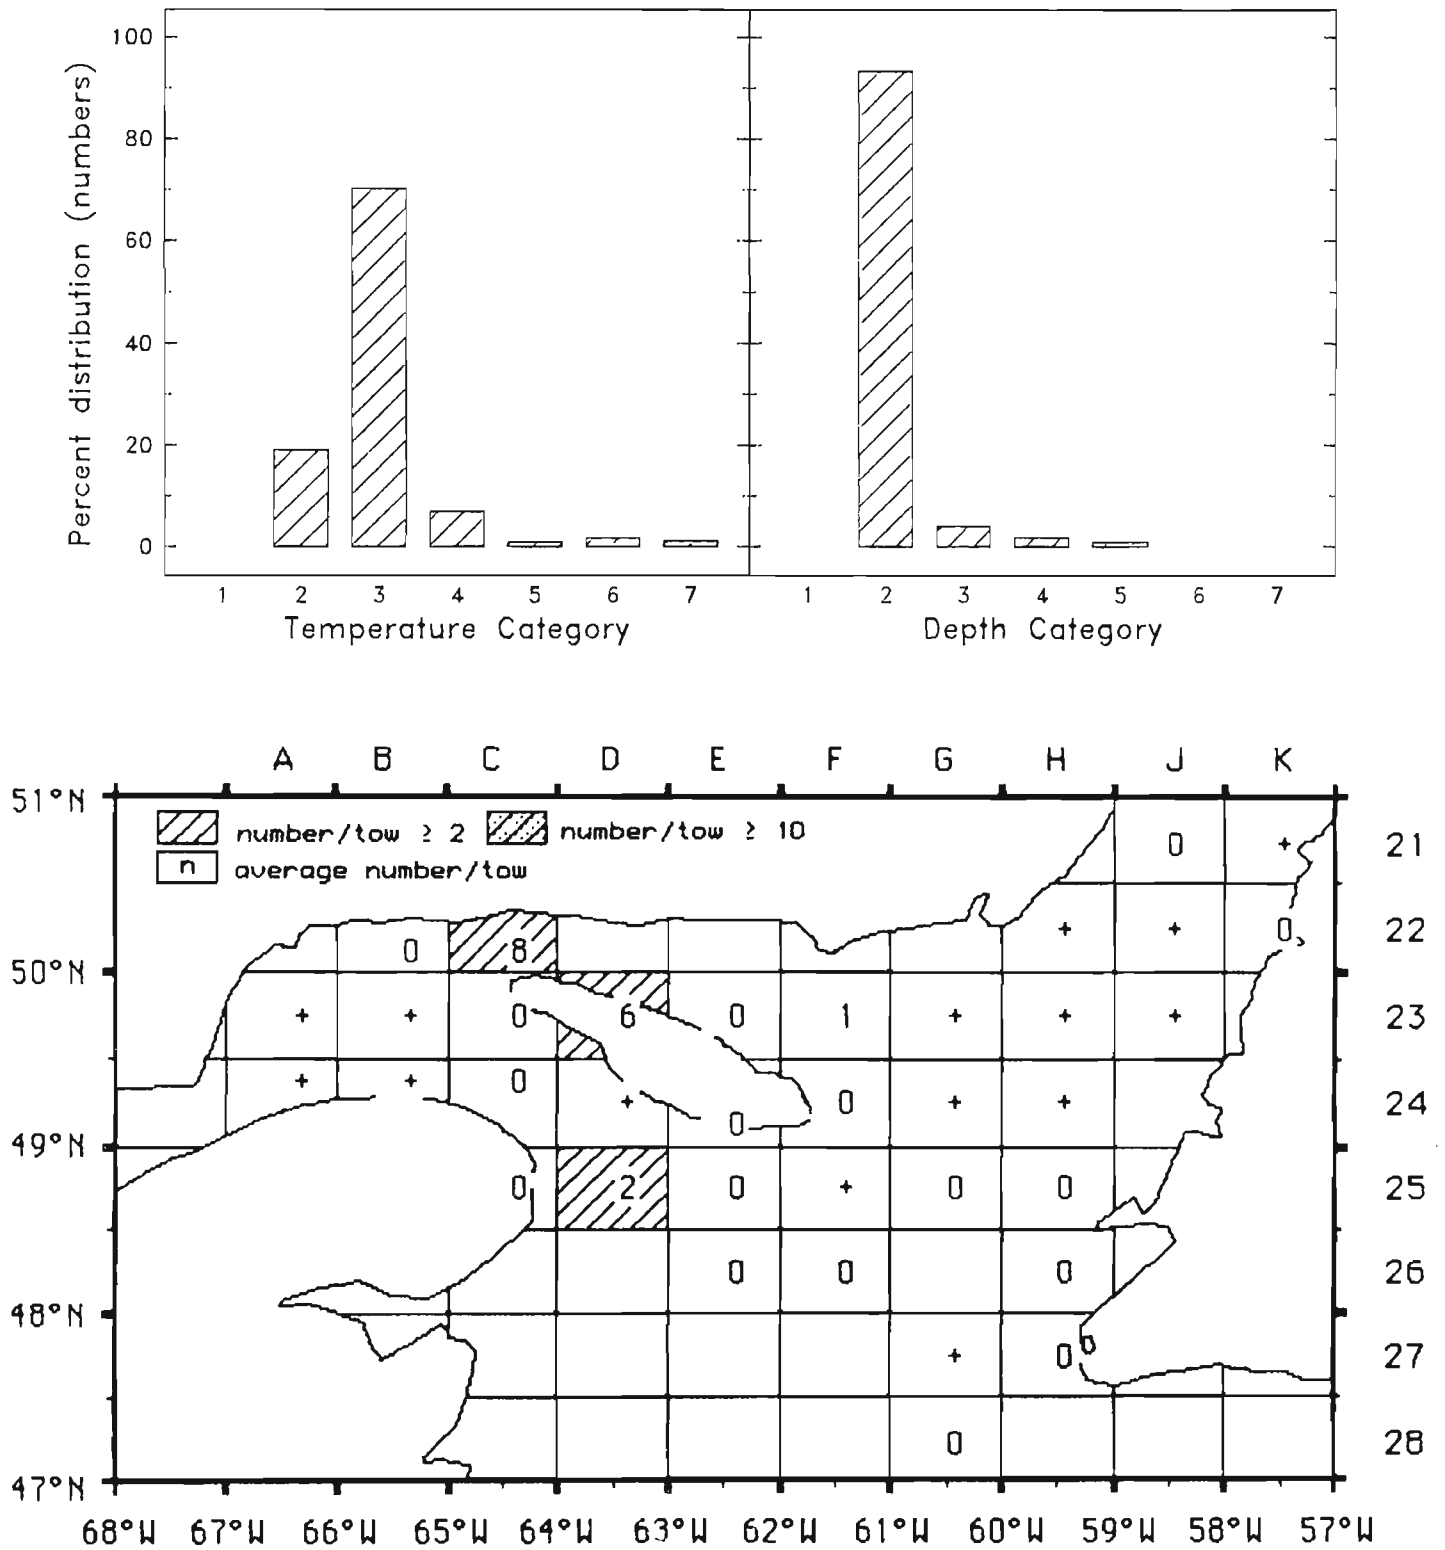 100
80
60
40
20
0
Percent distribution (numbers)
1 2 3 4 5 6 7
1 2 3 4 5 6 7
Temperature Category
Depth Category
A B C D E F G H J K
51°N
number/tow ≥ 2 number/tow ≥ 10
n average number/tow
0 + 21
0 8 + + 0 22
50°N
+ + 0 6 0 1 + + + 23
+ + 0 + 0 0 + + 24
49°N
0 2 0 + 0 0 25
0 0 0 26
48°N
+ 0 27
0 28
47°N
68°W 67°W 66°W 65°W 64°W 63°W 62°W 61°W 60°W 59°W 58°W 57°W